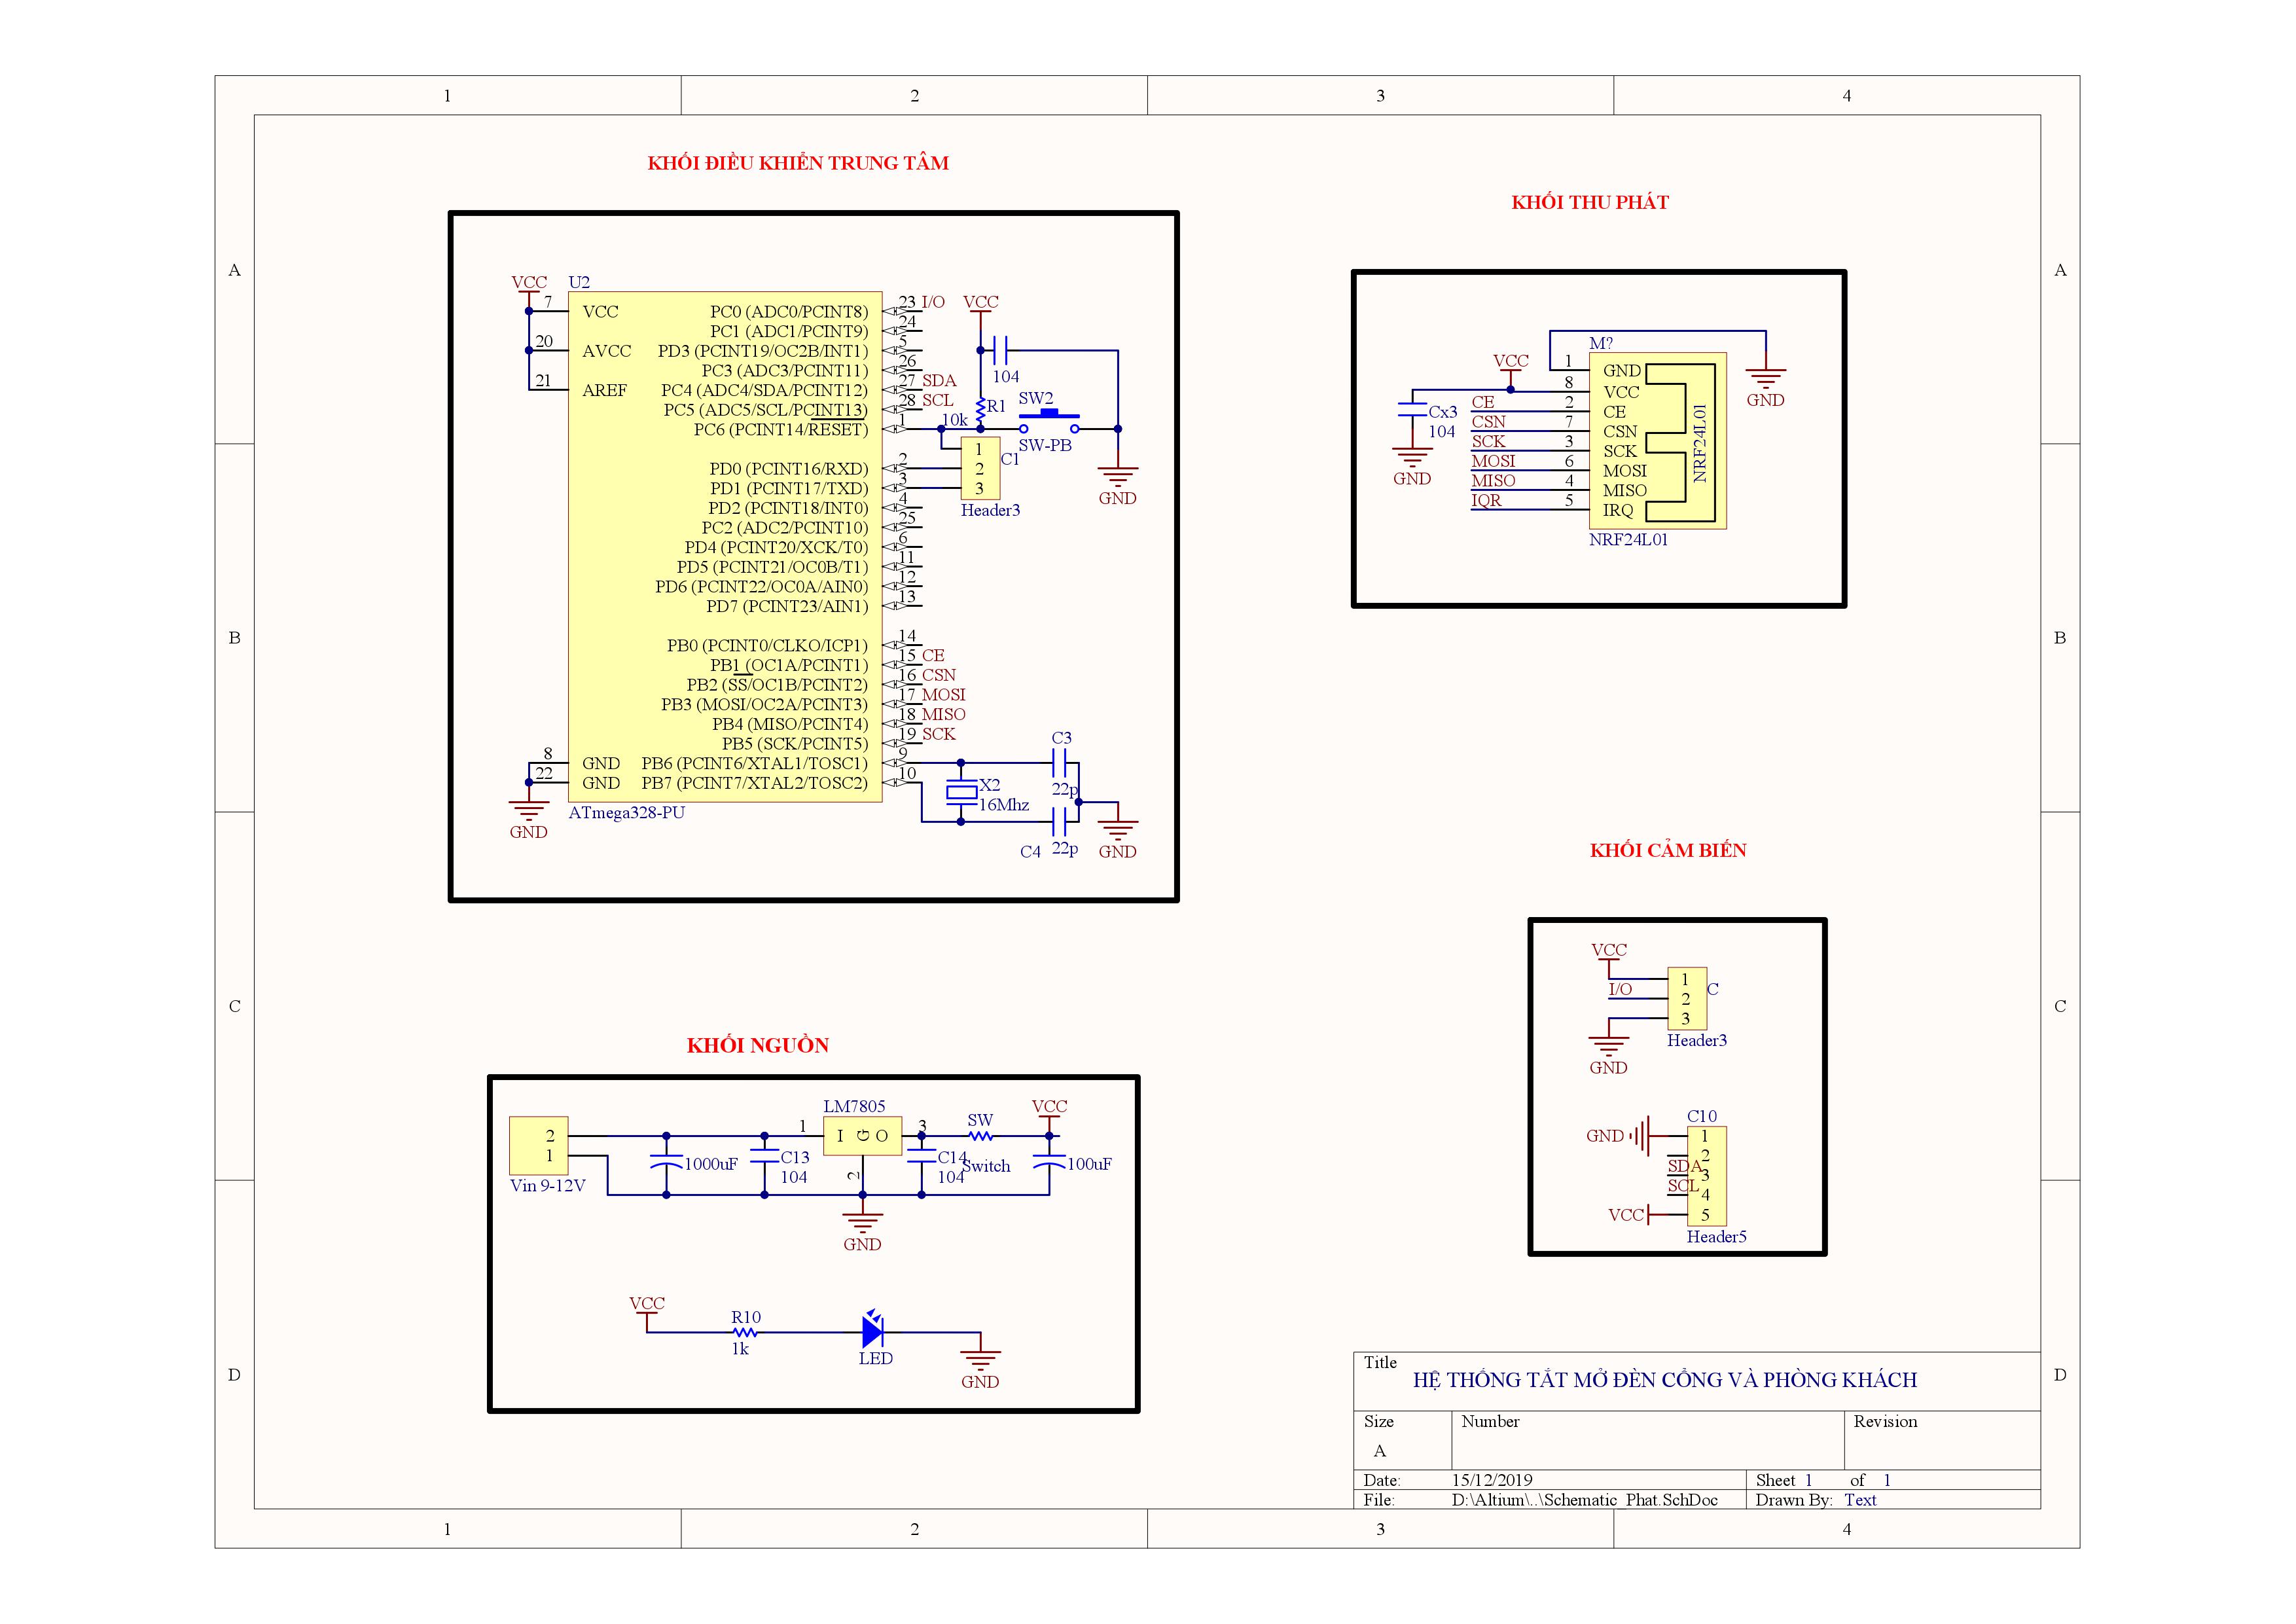 1 2 3 4
A
B
C
D
A
B
C
D
KHỐI ĐIỀU KHIỂN TRUNG TÂM
VCC
U2
7 VCC
20 AVCC
21 AREF
8 GND
22 GND
GND
ATmega328-PU
PC0 (ADC0/PCINT8) 23 I/O
PC1 (ADC1/PCINT9) 24
PD3 (PCINT19/OC2B/INT1) 5
PC3 (ADC3/PCINT11) 26
PC4 (ADC4/SDA/PCINT12) 27 SDA
PC5 (ADC5/SCL/PCINT13) 28 SCL
PC6 (PCINT14/RESET) 1
PD0 (PCINT16/RXD) 2
PD1 (PCINT17/TXD) 3
PD2 (PCINT18/INT0) 4
PC2 (ADC2/PCINT10) 25
PD4 (PCINT20/XCK/T0) 6
PD5 (PCINT21/OC0B/T1) 11
PD6 (PCINT22/OC0A/AIN0) 12
PD7 (PCINT23/AIN1) 13
PB0 (PCINT0/CLKO/ICP1) 14
PB1 (OC1A/PCINT1) 15 CE
PB2 (SS/OC1B/PCINT2) 16 CSN
PB3 (MOSI/OC2A/PCINT3) 17 MOSI
PB4 (MISO/PCINT4) 18 MISO
PB5 (SCK/PCINT5) 19 SCK
PB6 (PCINT6/XTAL1/TOSC1) 9
PB7 (PCINT7/XTAL2/TOSC2) 10
VCC
104
R1
10k
SW2
SW-PB
1
2
3
C1
Header3
GND
X2
16Mhz
C3
22p
C4 22p
GND
KHỐI THU PHÁT
M?
VCC
GND
Cx3
104
GND
1 GND
8 VCC
CE 2 CE
CSN 7 CSN
SCK 3 SCK
MOSI 6 MOSI
MISO 4 MISO
IQR 5 IRQ
NRF24L01
NRF24L01
KHỐI CẢM BIẾN
VCC
I/O
GND
1
2
3
C
Header3
C10
GND 1
2
SDA 3
SCL 4
VCC 5
Header5
KHỐI NGUỒN
2
1
Vin 9-12V
1000uF
C13
104
LM7805
1 I G O 3
2
GND
C14
104
SW
Switch
VCC
100uF
VCC
R10
1k
LED
GND
Title
HỆ THỐNG TẮT MỞ ĐÈN CỔNG VÀ PHÒNG KHÁCH
Size Number Revision
A
Date: 15/12/2019 Sheet 1 of 1
File: D:\Altium\..\Schematic_Phat.SchDoc Drawn By: Text
1 2 3 4